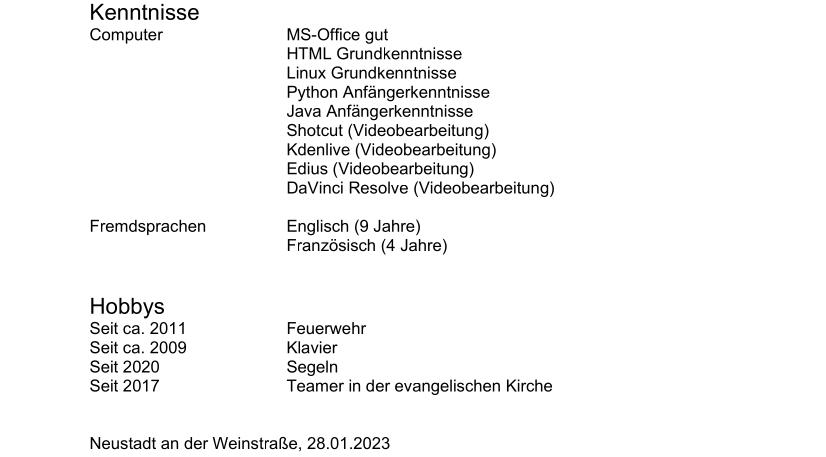 Kenntnisse
Computer MS-Office gut
HTML Grundkenntnisse
Linux Grundkenntnisse
Python Anfängerkenntnisse
Java Anfängerkenntnisse
Shotcut (Videobearbeitung)
Kdenlive (Videobearbeitung)
Edius (Videobearbeitung)
DaVinci Resolve (Videobearbeitung)
Fremdsprachen Englisch (9 Jahre)
Französisch (4 Jahre)
Hobbys
Seit ca. 2011 Feuerwehr
Seit ca. 2009 Klavier
Seit 2020 Segeln
Seit 2017 Teamer in der evangelischen Kirche
Neustadt an der Weinstraße, 28.01.2023